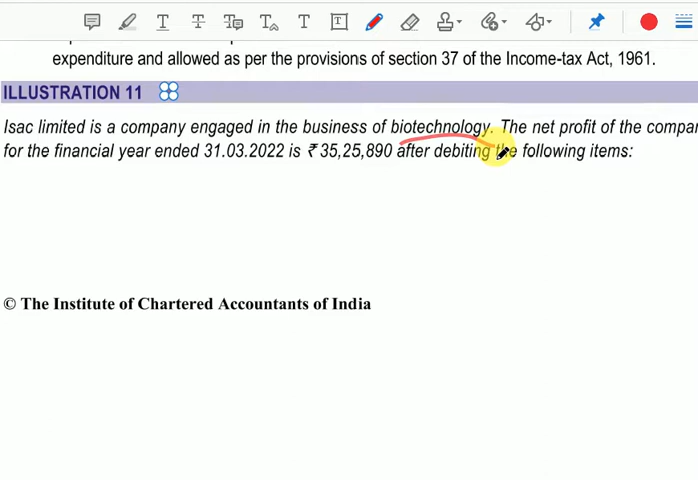 expenditure and allowed as per the provisions of section 37 of the Income-tax Act, 1961.
ILLUSTRATION 11
Isac limited is a company engaged in the business of biotechnology. The net profit of the compar
for the financial year ended 31.03.2022 is ₹ 35,25,890 after debiting the following items:
© The Institute of Chartered Accountants of India